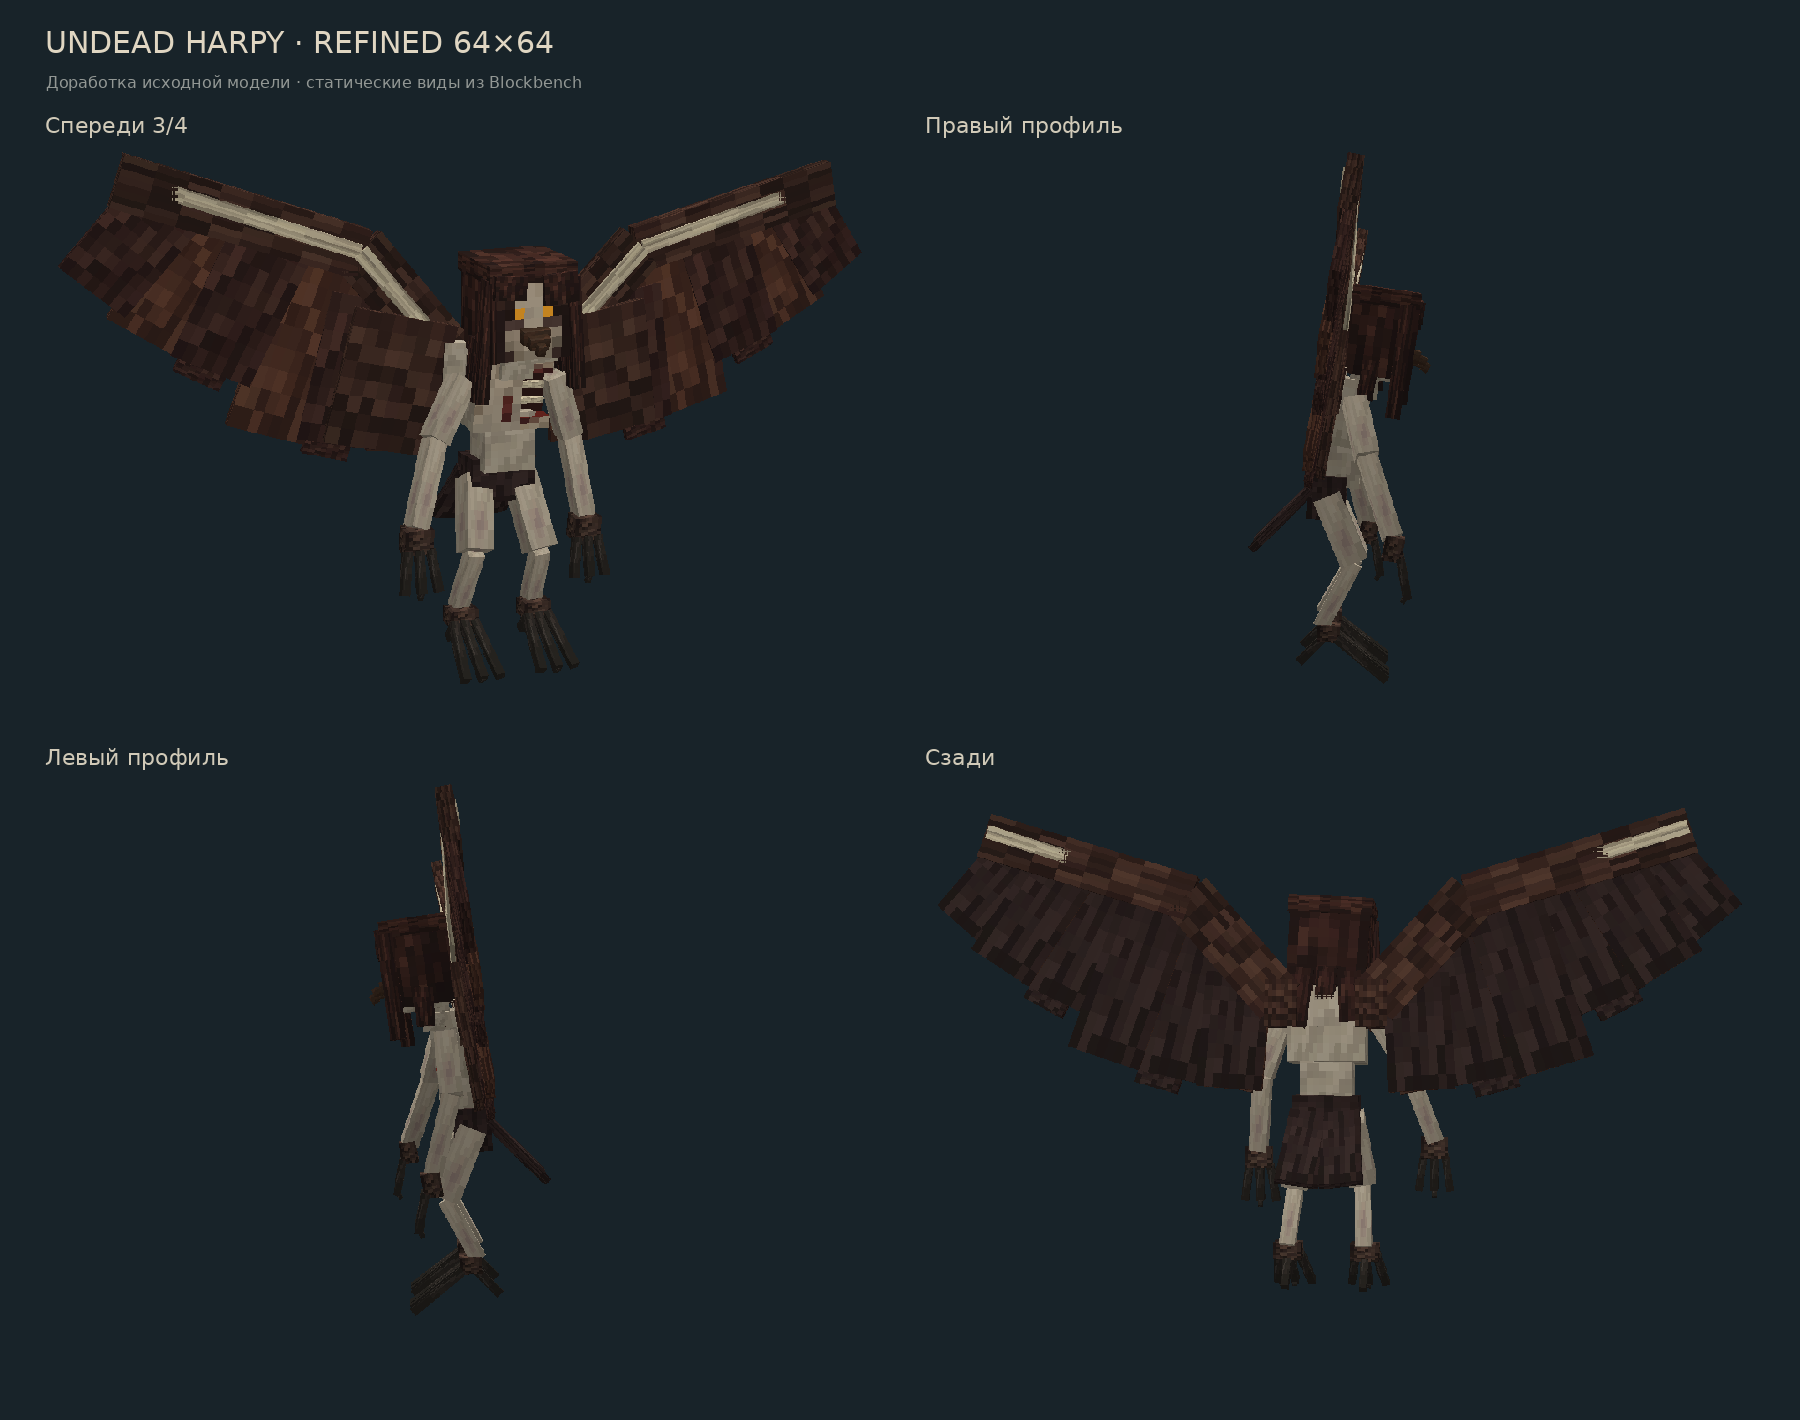 UNDEAD HARPY · REFINED 64×64
Доработка исходной модели · статические виды из Blockbench
Спереди 3/4
Правый профиль
Левый профиль
Сзади